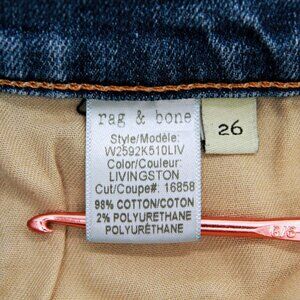 rag & bone
Style/Modèle:
W2592K510LIV
Color/Couleur:
LIVINGSTON
Cut/Coupe#: 16858
98% COTTON/COTON
2% POLYURETHANE
POLYURÉTHANE
26